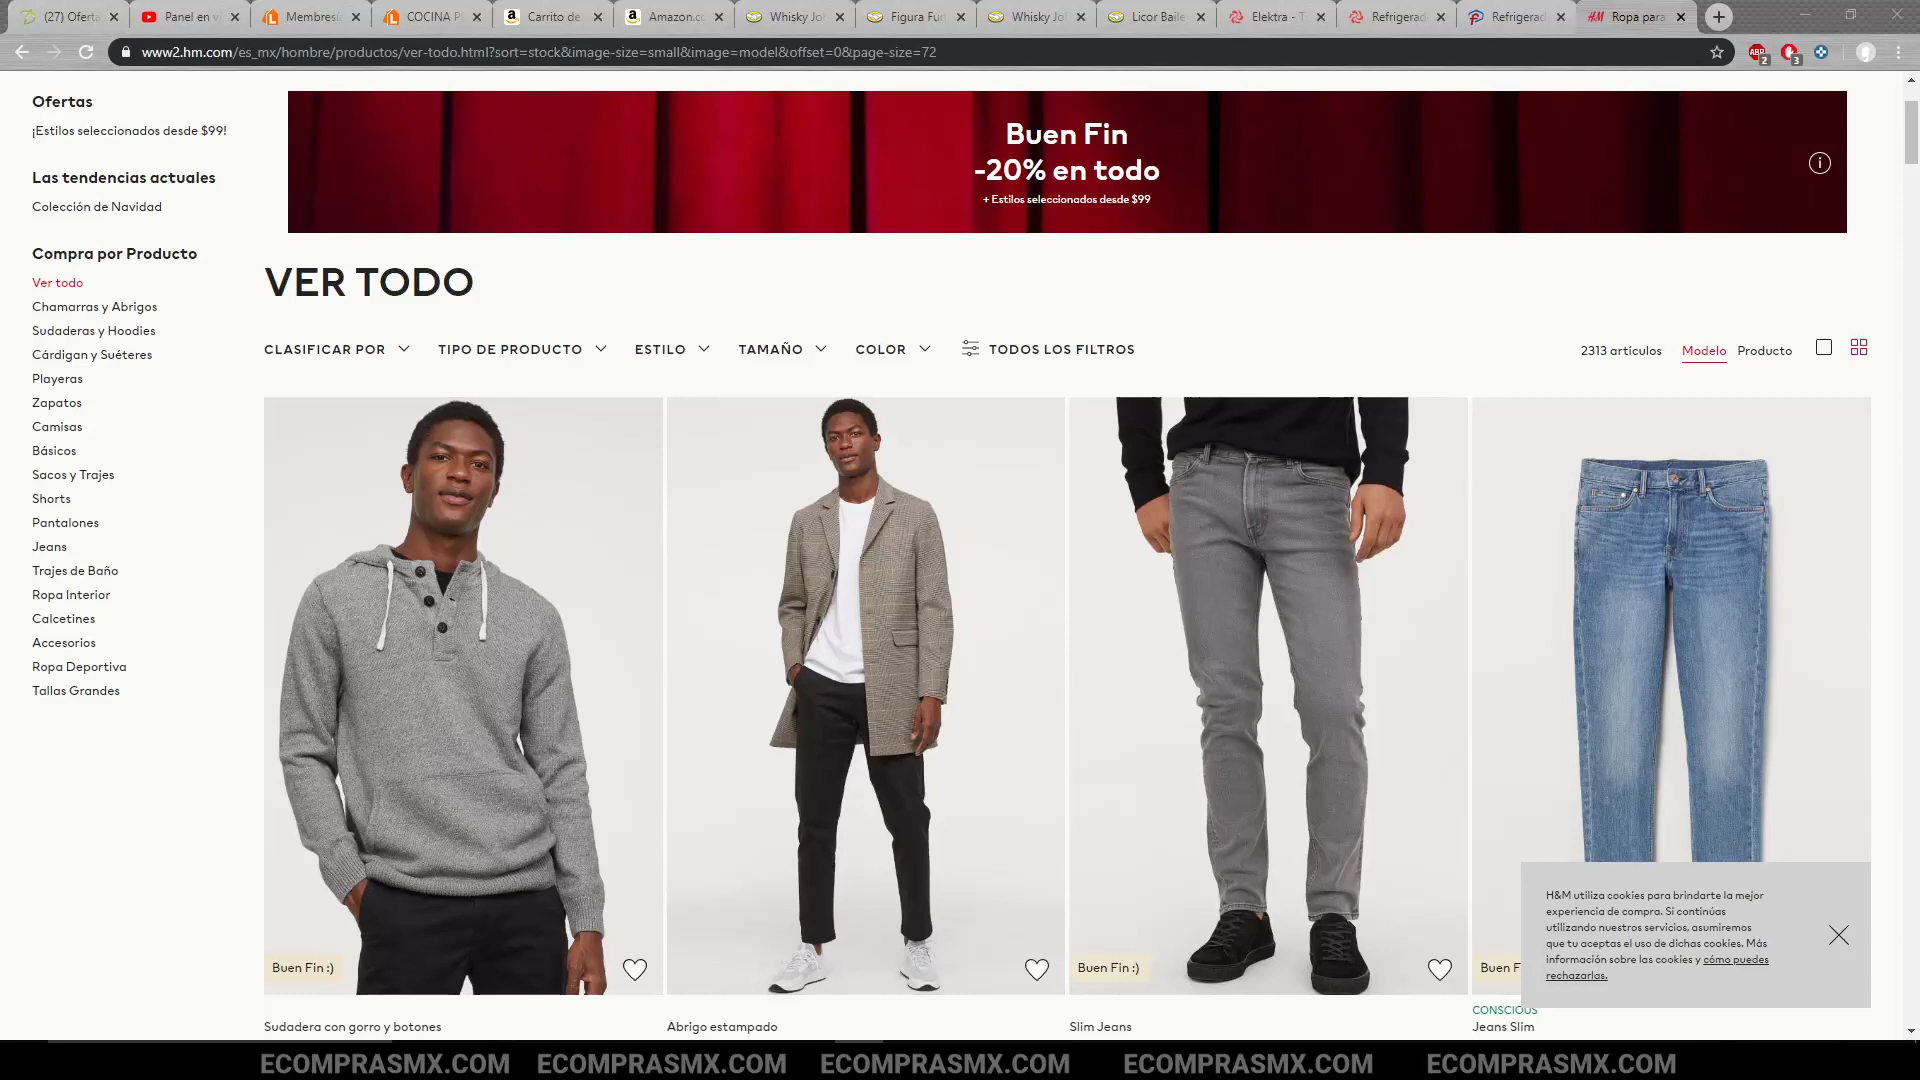 (27) Oferta
Panel en v
Membresí
COCINA P
Carrito de
Amazon.co
Whisky Jo
Figura Fun
Whisky Jo
Licor Baile
Elektra - T
Refrigerad
Refrigerad
Ropa para
www2.hm.com/es_mx/hombre/productos/ver-todo.html?sort=stock&image-size=small&image=model&offset=0&page-size=72
ABP
2
3
Ofertas
¡Estilos seleccionados desde $99!
Las tendencias actuales
Colección de Navidad
Compra por Producto
Ver todo
Chamarras y Abrigos
Sudaderas y Hoodies
Cárdigan y Suéteres
Playeras
Zapatos
Camisas
Básicos
Sacos y Trajes
Shorts
Pantalones
Jeans
Trajes de Baño
Ropa Interior
Calcetines
Accesorios
Ropa Deportiva
Tallas Grandes
Buen Fin
-20% en todo
+ Estilos seleccionados desde $99
VER TODO
CLASIFICAR POR TIPO DE PRODUCTO ESTILO TAMAÑO COLOR TODOS LOS FILTROS
2313 artículos Modelo Producto
Buen Fin :)
Buen Fin :)
Buen F
H&M utiliza cookies para brindarte la mejor
experiencia de compra. Si continúas
utilizando nuestros servicios, asumiremos
que tu aceptas el uso de dichas cookies. Más
información sobre las cookies y cómo puedes
rechazarlas.
Sudadera con gorro y botones
Abrigo estampado
Slim Jeans
CONSCIOUS
Jeans Slim
ECOMPRASMX.COM ECOMPRASMX.COM ECOMPRASMX.COM ECOMPRASMX.COM ECOMPRASMX.COM